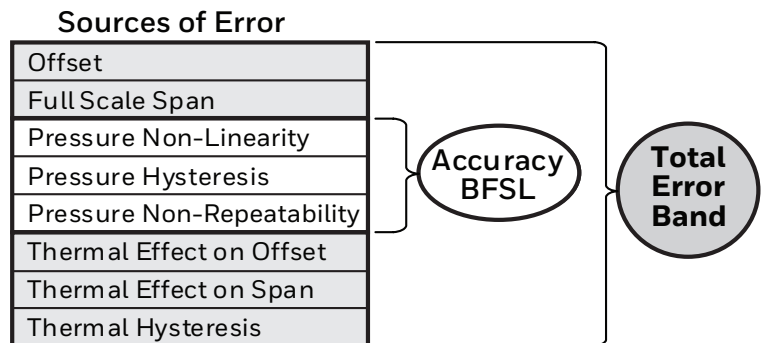 Sources of Error
Offset
Full Scale Span
Pressure Non-Linearity
Pressure Hysteresis
Pressure Non-Repeatability
Thermal Effect on Offset
Thermal Effect on Span
Thermal Hysteresis
Accuracy
BFSL
Total
Error
Band